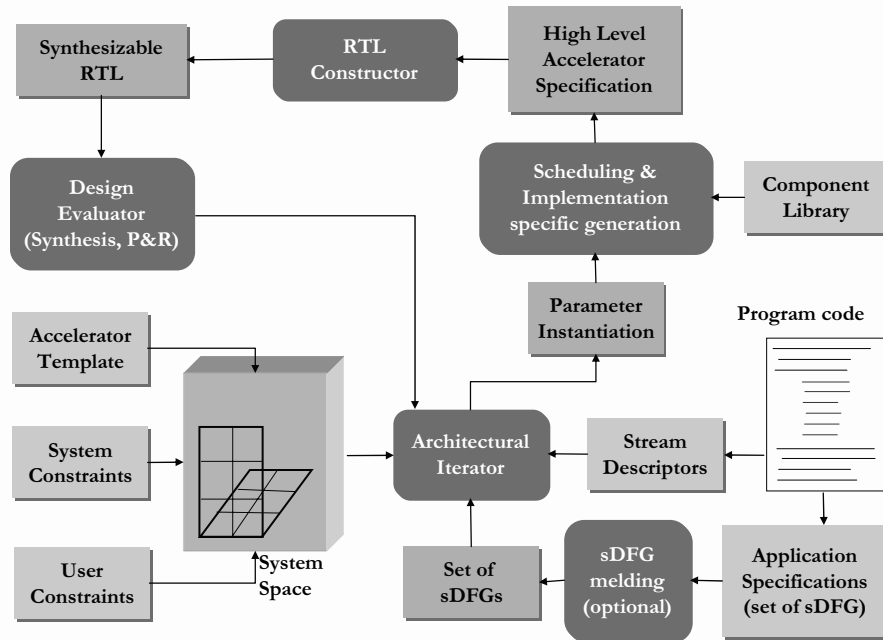 Synthesizable
RTL
RTL
Constructor
High Level
Accelerator
Specification
Design
Evaluator
(Synthesis, P&R)
Scheduling &
Implementation
specific generation
Component
Library
Parameter
Instantiation
Program code
Accelerator
Template
System
Constraints
User
Constraints
System
Space
Architectural
Iterator
Stream
Descriptors
Set of
sDFGs
sDFG
melding
(optional)
Application
Specifications
(set of sDFG)